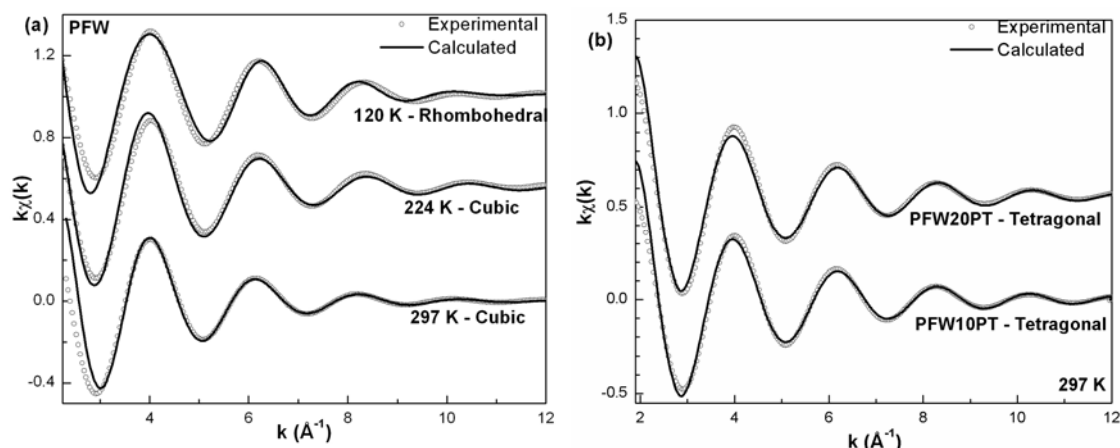 (a)
PFW
Experimental
Calculated
1.2
0.8
0.4
0.0
-0.4
kχ(k)
120 K - Rhombohedral
224 K - Cubic
297 K - Cubic
4
6
8
10
12
k (Å⁻¹)
(b)
Experimental
Calculated
1.5
1.0
0.5
0.0
-0.5
kχ(k)
PFW20PT - Tetragonal
PFW10PT - Tetragonal
297 K
2
4
6
8
10
12
k (Å⁻¹)